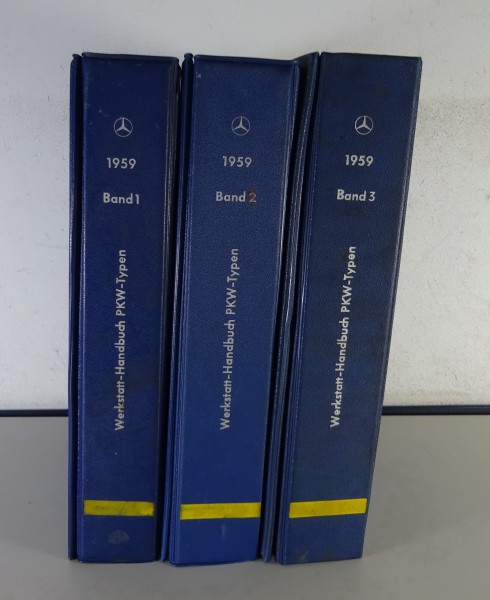 1959
Band 1
Werkstatt-Handbuch PKW-Typen
1959
Band 2
Werkstatt-Handbuch PKW-Typen
1959
Band 3
Werkstatt-Handbuch PKW-Typen